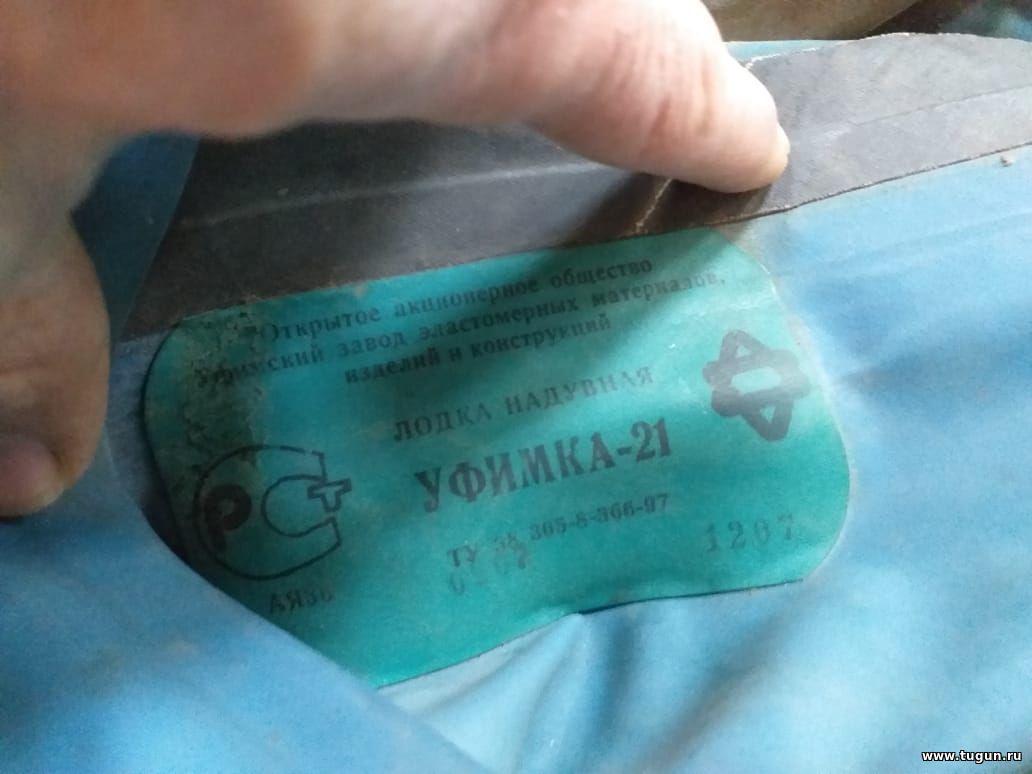 Открытое акционерное общество
Уфимский завод эластомерных материалов,
изделий и конструкций
ЛОДКА НАДУВНАЯ
УФИМКА-21
ТУ 38 305-8-366-97
1207
АЯ36
www.tugun.ru